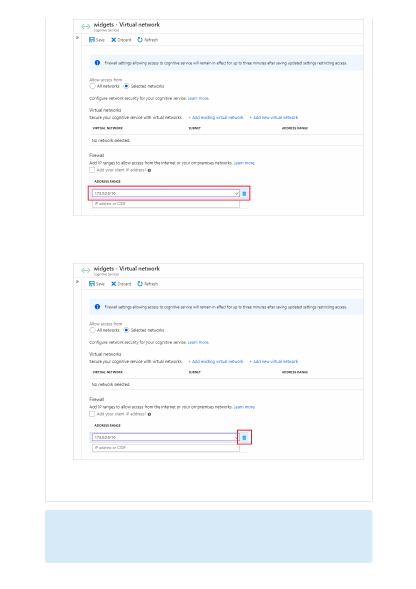 widgets - Virtual network
Cognitive Services
Save Discard Refresh
Firewall settings allowing access to cognitive service will remain in effect for up to three minutes after saving updated settings restricting access.
Allow access from
All networks Selected networks
Configure network security for your cognitive service. Learn more.
Virtual networks
Secure your cognitive service with virtual networks. + Add existing virtual network + Add new virtual network
VIRTUAL NETWORK SUBNET ADDRESS RANGE
No network selected.
Firewall
Add IP ranges to allow access from the internet or your on-premises networks. Learn more.
Add your client IP address?
ADDRESS RANGE
173.0.0.0/16
IP address or CIDR
widgets - Virtual network
Cognitive Services
Save Discard Refresh
Firewall settings allowing access to cognitive service will remain in effect for up to three minutes after saving updated settings restricting access.
Allow access from
All networks Selected networks
Configure network security for your cognitive service. Learn more.
Virtual networks
Secure your cognitive service with virtual networks. + Add existing virtual network + Add new virtual network
VIRTUAL NETWORK SUBNET ADDRESS RANGE
No network selected.
Firewall
Add IP ranges to allow access from the internet or your on-premises networks. Learn more.
Add your client IP address?
ADDRESS RANGE
173.0.0.0/16
IP address or CIDR